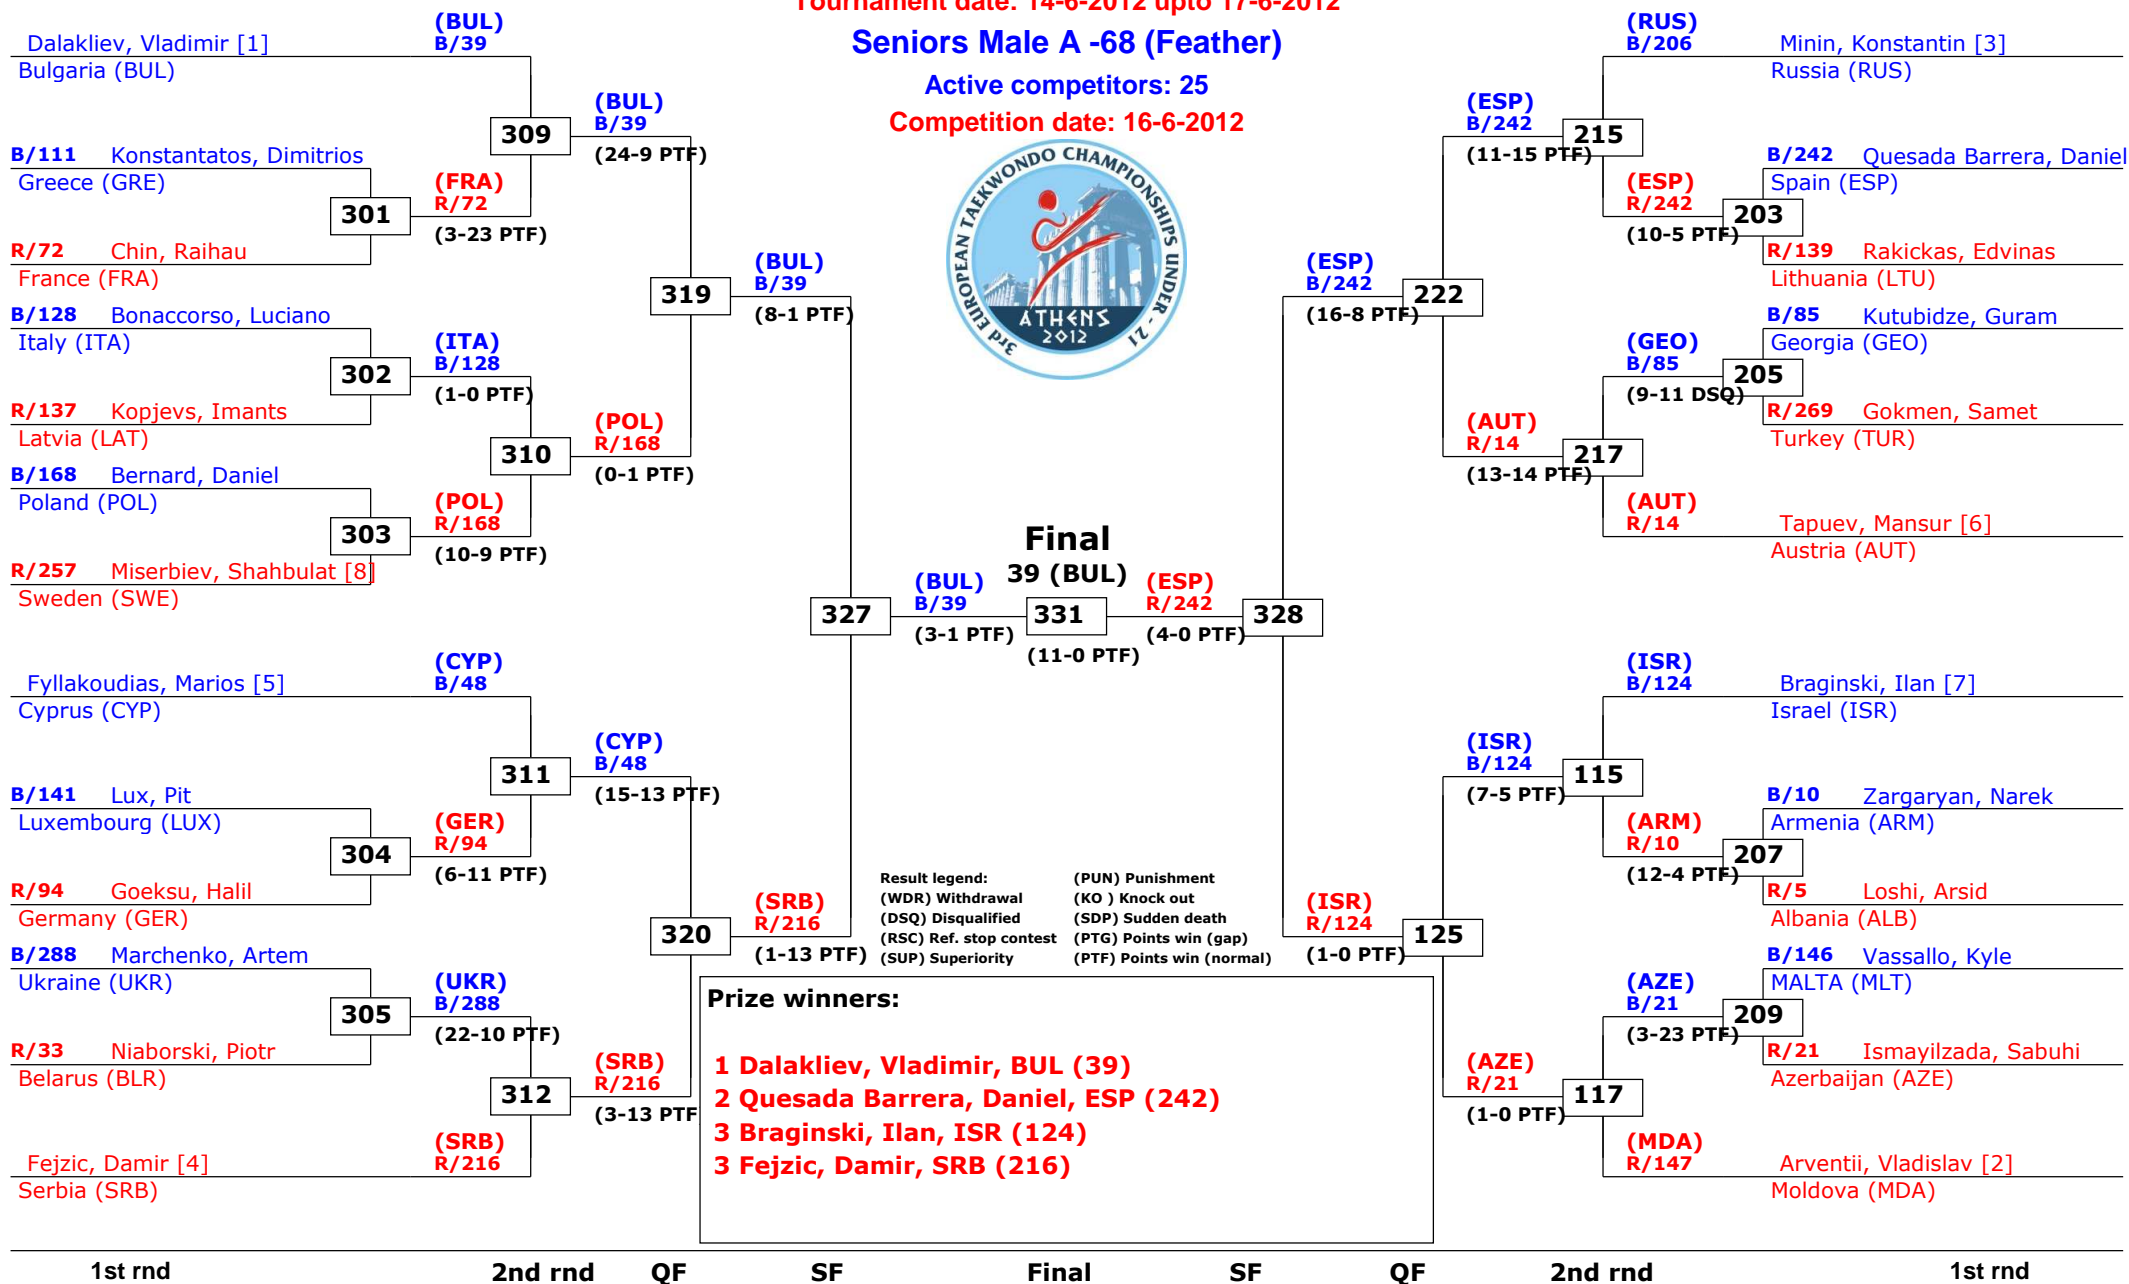 Tournament date: 14-6-2012 upto 17-6-2012
Seniors Male A -68 (Feather)
Active competitors: 25
Competition date: 16-6-2012
3rd EUROPEAN TAEKWONDO CHAMPIONSHIPS UNDER - 21
ATHENS
2012
Dalakliev, Vladimir [1]
Bulgaria (BUL)
B/111 Konstantatos, Dimitrios
Greece (GRE)
R/72 Chin, Raihau
France (FRA)
B/128 Bonaccorso, Luciano
Italy (ITA)
R/137 Kopjevs, Imants
Latvia (LAT)
B/168 Bernard, Daniel
Poland (POL)
R/257 Miserbiev, Shahbulat [8]
Sweden (SWE)
Fyllakoudias, Marios [5]
Cyprus (CYP)
B/141 Lux, Pit
Luxembourg (LUX)
R/94 Goeksu, Halil
Germany (GER)
B/288 Marchenko, Artem
Ukraine (UKR)
R/33 Niaborski, Piotr
Belarus (BLR)
Fejzic, Damir [4]
Serbia (SRB)
301
302
303
304
305
(BUL)
B/39
(FRA)
R/72
(3-23 PTF)
(ITA)
B/128
(1-0 PTF)
(POL)
R/168
(10-9 PTF)
(CYP)
B/48
(GER)
R/94
(6-11 PTF)
(UKR)
B/288
(22-10 PTF)
(SRB)
R/216
309
310
311
312
(BUL)
B/39
(24-9 PTF)
(POL)
R/168
(0-1 PTF)
(CYP)
B/48
(15-13 PTF)
(SRB)
R/216
(3-13 PTF
319
320
(BUL)
B/39
(8-1 PTF)
(SRB)
R/216
(1-13 PTF)
327
(BUL)
B/39
(3-1 PTF)
Final
39 (BUL)
331
(11-0 PTF)
(ESP)
R/242
(4-0 PTF)
328
(ESP)
B/242
(16-8 PTF)
(ISR)
R/124
(1-0 PTF)
222
125
(ESP)
B/242
(11-15 PTF)
(AUT)
R/14
(13-14 PTF)
(ISR)
B/124
(7-5 PTF)
(AZE)
R/21
(1-0 PTF)
215
217
115
117
(RUS)
B/206
(ESP)
R/242
(10-5 PTF)
(GEO)
B/85
(9-11 DSQ)
(AUT)
R/14
(ISR)
B/124
(ARM)
R/10
(12-4 PTF)
(AZE)
B/21
(3-23 PTF)
(MDA)
R/147
203
205
207
209
Minin, Konstantin [3]
Russia (RUS)
B/242 Quesada Barrera, Daniel
Spain (ESP)
R/139 Rakickas, Edvinas
Lithuania (LTU)
B/85 Kutubidze, Guram
Georgia (GEO)
R/269 Gokmen, Samet
Turkey (TUR)
Tapuev, Mansur [6]
Austria (AUT)
Braginski, Ilan [7]
Israel (ISR)
B/10 Zargaryan, Narek
Armenia (ARM)
R/5 Loshi, Arsid
Albania (ALB)
B/146 Vassallo, Kyle
MALTA (MLT)
R/21 Ismayilzada, Sabuhi
Azerbaijan (AZE)
Arventii, Vladislav [2]
Moldova (MDA)
Result legend: (PUN) Punishment
(WDR) Withdrawal (KO ) Knock out
(DSQ) Disqualified (SDP) Sudden death
(RSC) Ref. stop contest (PTG) Points win (gap)
(SUP) Superiority (PTF) Points win (normal)
Prize winners:
1 Dalakliev, Vladimir, BUL (39)
2 Quesada Barrera, Daniel, ESP (242)
3 Braginski, Ilan, ISR (124)
3 Fejzic, Damir, SRB (216)
1st rnd 2nd rnd QF SF Final SF QF 2nd rnd 1st rnd